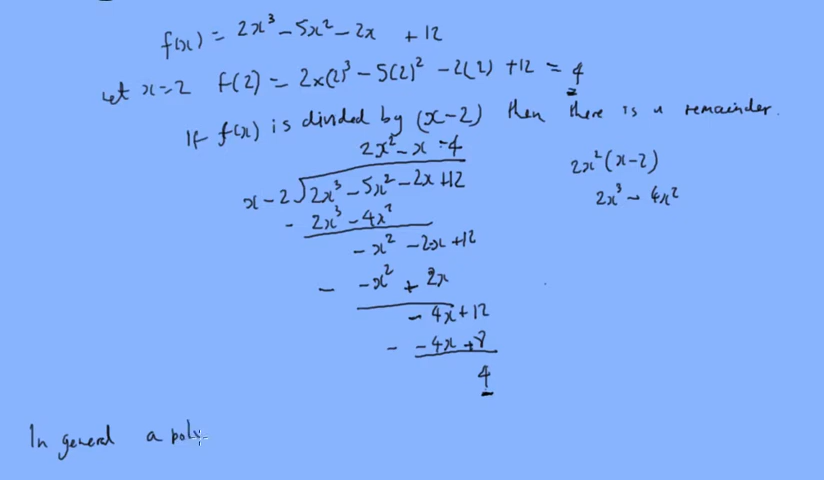 f(x) = 2x³ – 5x² – 2x + 12
Let x=2 f(2) = 2×(2)³ – 5(2)² – 2(2) + 12 = 4
If f(x) is divided by (x–2) then there is a remainder.
2x² – x – 4
2x²(x–2)
x – 2 ) 2x³ – 5x² – 2x + 12
2x³ – 4x²
– 2x³ – 4x²
– x² – 2x + 12
– –x² + 2x
– 4x + 12
– – 4x + 8
4
In general a poly